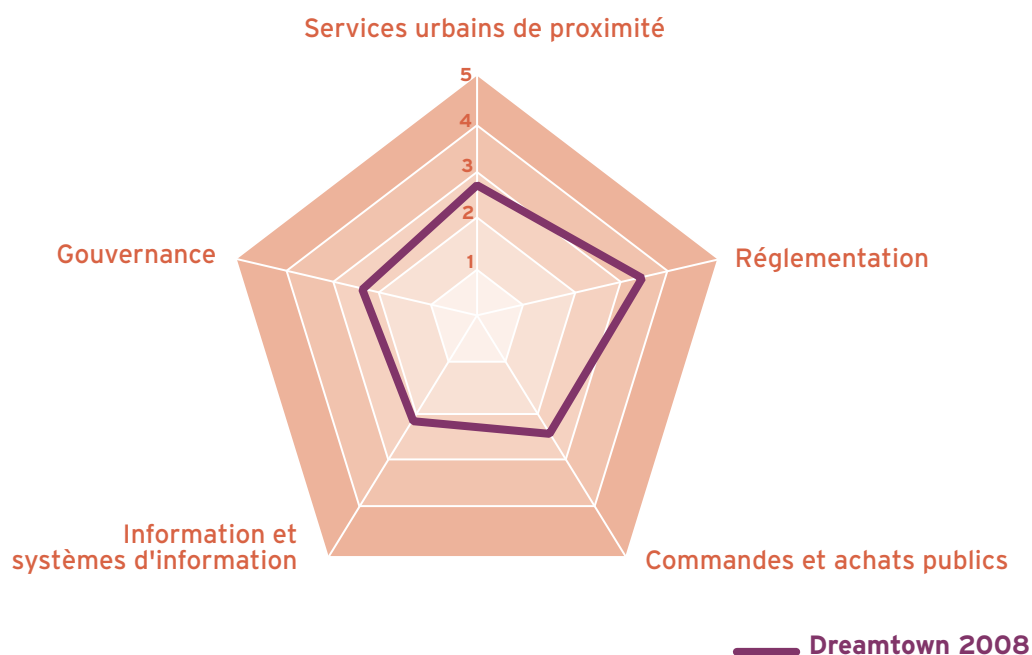 Services urbains de proximité
5
4
3
2
1
Gouvernance
Réglementation
Information et
systèmes d'information
Commandes et achats publics
Dreamtown 2008